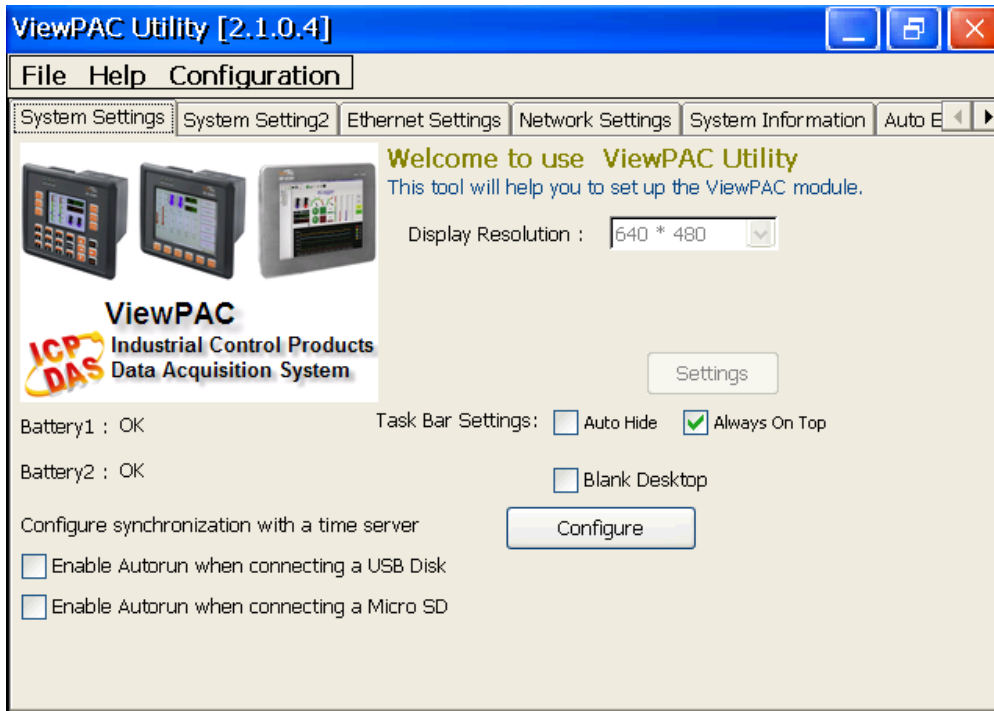 ViewPAC Utility [2.1.0.4]
File Help Configuration
System Settings System Setting2 Ethernet Settings Network Settings System Information Auto E
Welcome to use ViewPAC Utility
This tool will help you to set up the ViewPAC module.
Display Resolution : 640 * 480
ViewPAC
ICP DAS
Industrial Control Products
Data Acquisition System
Settings
Battery1 : OK
Task Bar Settings: Auto Hide Always On Top
Battery2 : OK
Blank Desktop
Configure synchronization with a time server Configure
Enable Autorun when connecting a USB Disk
Enable Autorun when connecting a Micro SD